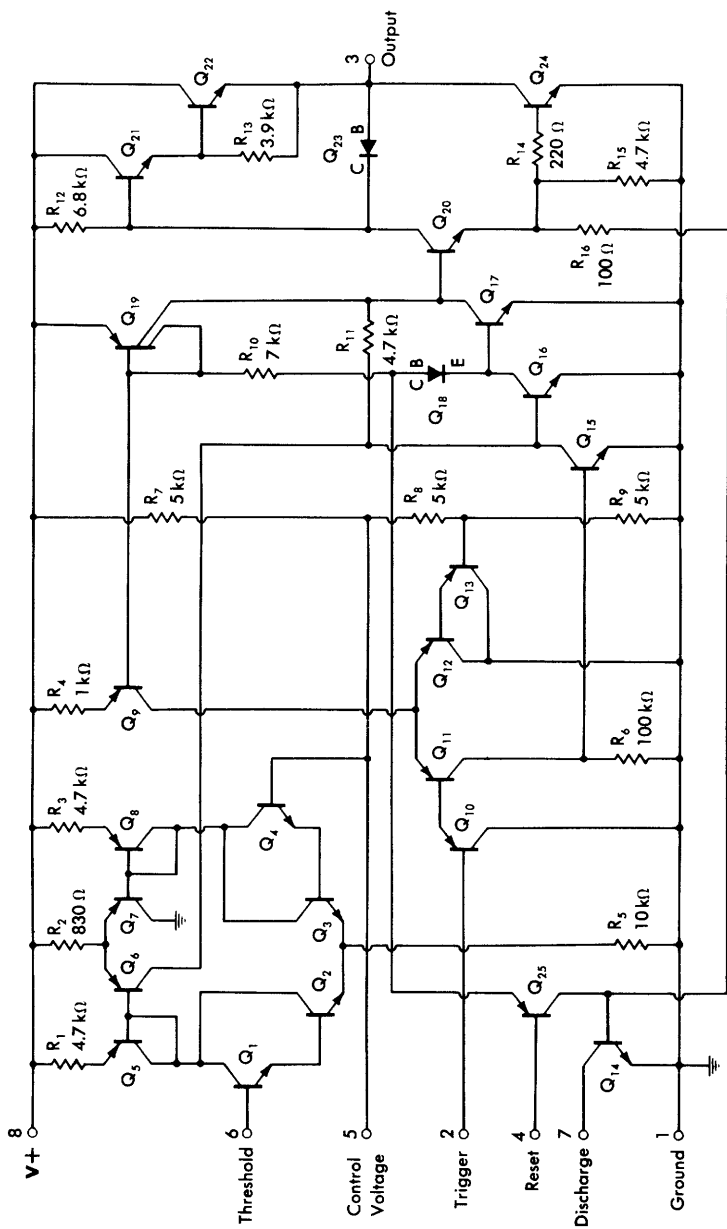 V+
8
Threshold
6
Control
Voltage
5
Trigger
2
Reset
4
Discharge
7
Ground
1
R1
4.7 kΩ
R2
830 Ω
R3
4.7 kΩ
R4
1 kΩ
Q5
Q6
Q7
Q8
Q9
Q1
Q2
Q3
Q4
R5
10 kΩ
Q10
Q11
Q12
Q13
R6
100 kΩ
Q25
Q14
R7
5 kΩ
R8
5 kΩ
R9
5 kΩ
Q19
R10
7 kΩ
R11
4.7 kΩ
C B
E
Q18
Q17
Q16
Q15
R12
6.8 kΩ
Q21
Q22
R13
3.9 kΩ
Q23
B
C
3
Output
Q20
Q24
R14
220 Ω
R15
4.7 kΩ
R16
100 Ω